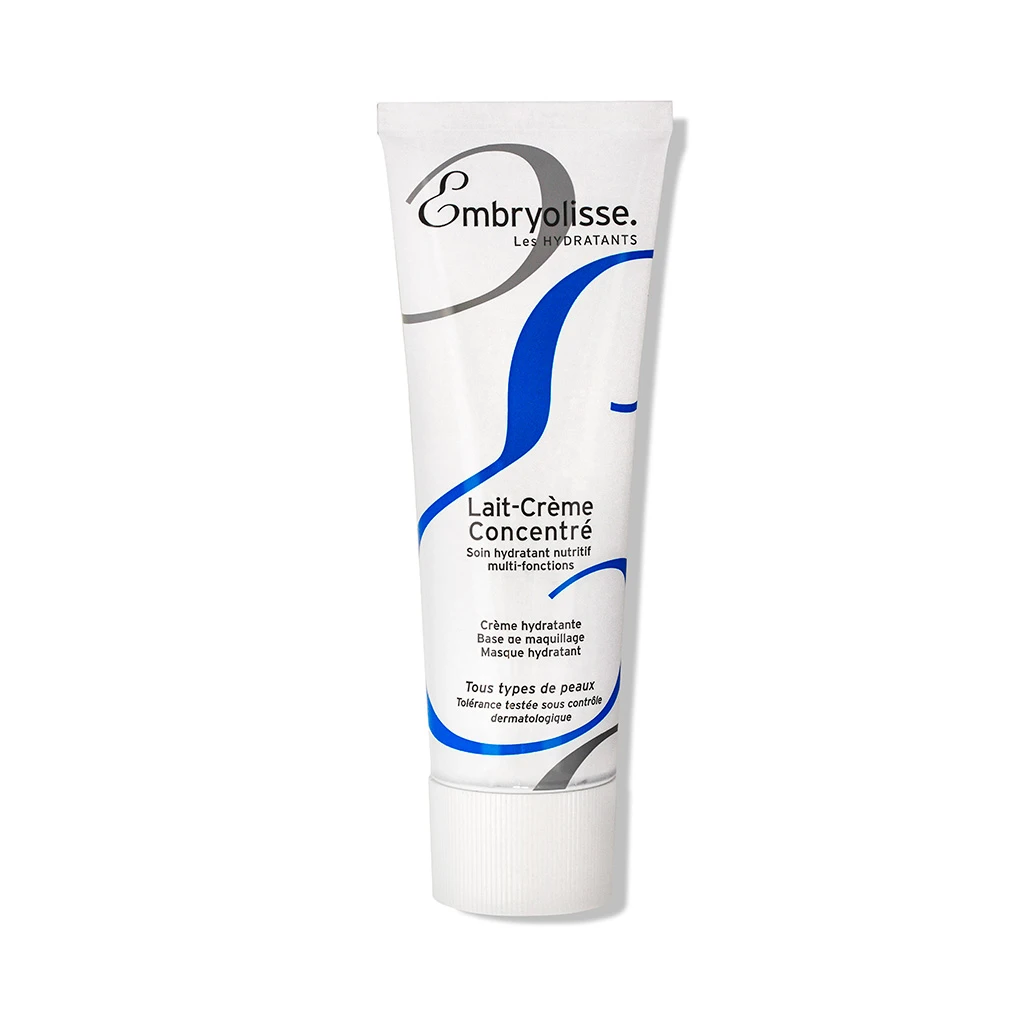 Embryolisse.
Les HYDRATANTS
Lait-Crème
Concentré
Soin hydratant nutritif
multi-fonctions
Crème hydratante
Base de maquillage
Masque hydratant
Tous types de peaux
Tolérance testée sous contrôle
dermatologique